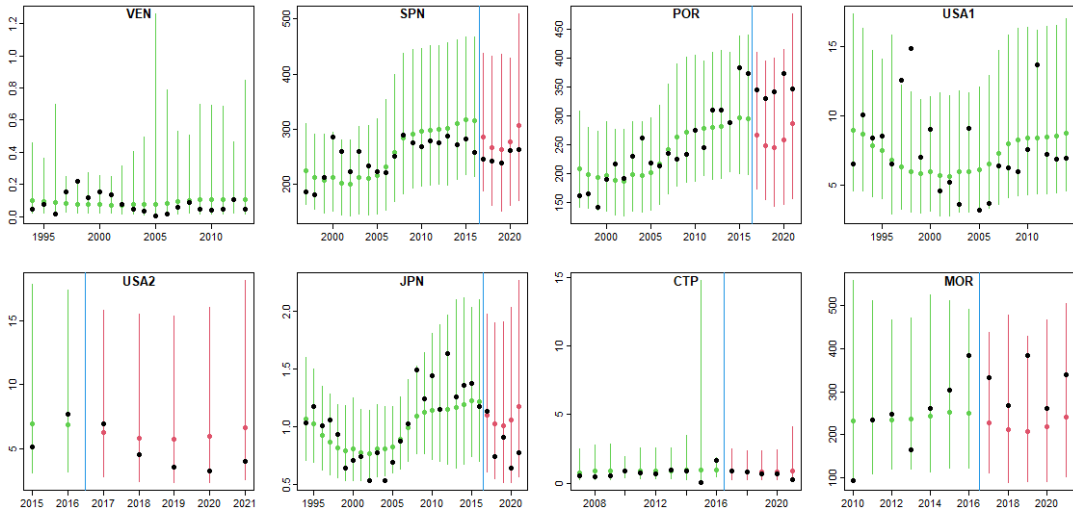 VEN
SPN
POR
USA1
0.0 0.2 0.4 0.6 0.8 1.0 1.2
1995 2000 2005 2010
200 300 400 500
2000 2005 2010 2015 2020
150 200 250 300 350 400 450
2000 2005 2010 2015 2020
5 10 15
1995 2000 2005 2010
USA2
JPN
CTP
MOR
5 10 15
2015 2016 2017 2018 2019 2020 2021
0.5 1.0 1.5 2.0
1995 2000 2005 2010 2015 2020
0 5 10 15
2008 2010 2012 2014 2016 2018 2020
100 200 300 400 500
2010 2012 2014 2016 2018 2020